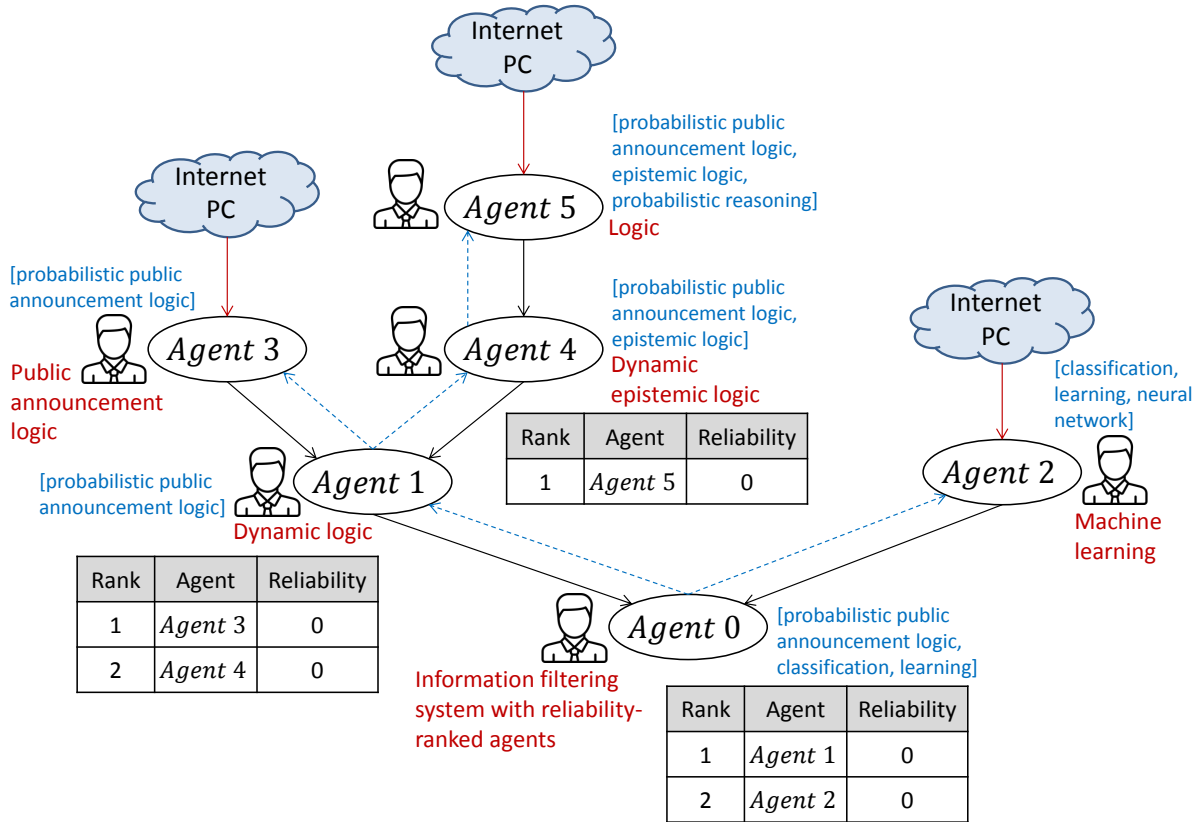 Internet
PC
[probabilistic public
announcement logic,
epistemic logic,
probabilistic reasoning]
Agent 5
Logic
Internet
PC
[probabilistic public
announcement logic]
Agent 3
Public
announcement
logic
[probabilistic public
announcement logic,
epistemic logic]
Agent 4
Dynamic
epistemic logic
Rank Agent Reliability
1 Agent 5 0
Internet
PC
[classification,
learning, neural
network]
Agent 2
Machine
learning
[probabilistic public
announcement logic]
Agent 1
Dynamic logic
Rank Agent Reliability
1 Agent 3 0
2 Agent 4 0
Agent 0
[probabilistic public
announcement logic,
classification, learning]
Information filtering
system with reliability-
ranked agents
Rank Agent Reliability
1 Agent 1 0
2 Agent 2 0